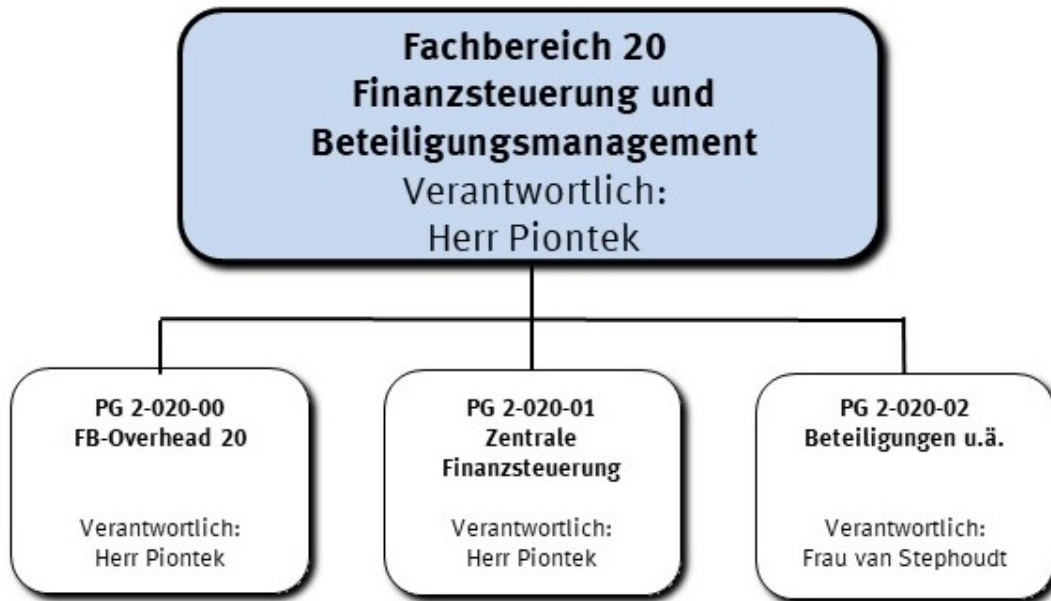 Fachbereich 20
Finanzsteuerung und
Beteiligungsmanagement
Verantwortlich:
Herr Piontek
PG 2-020-00
FB-Overhead 20
Verantwortlich:
Herr Piontek
PG 2-020-01
Zentrale
Finanzsteuerung
Verantwortlich:
Herr Piontek
PG 2-020-02
Beteiligungen u.ä.
Verantwortlich:
Frau van Stephoudt